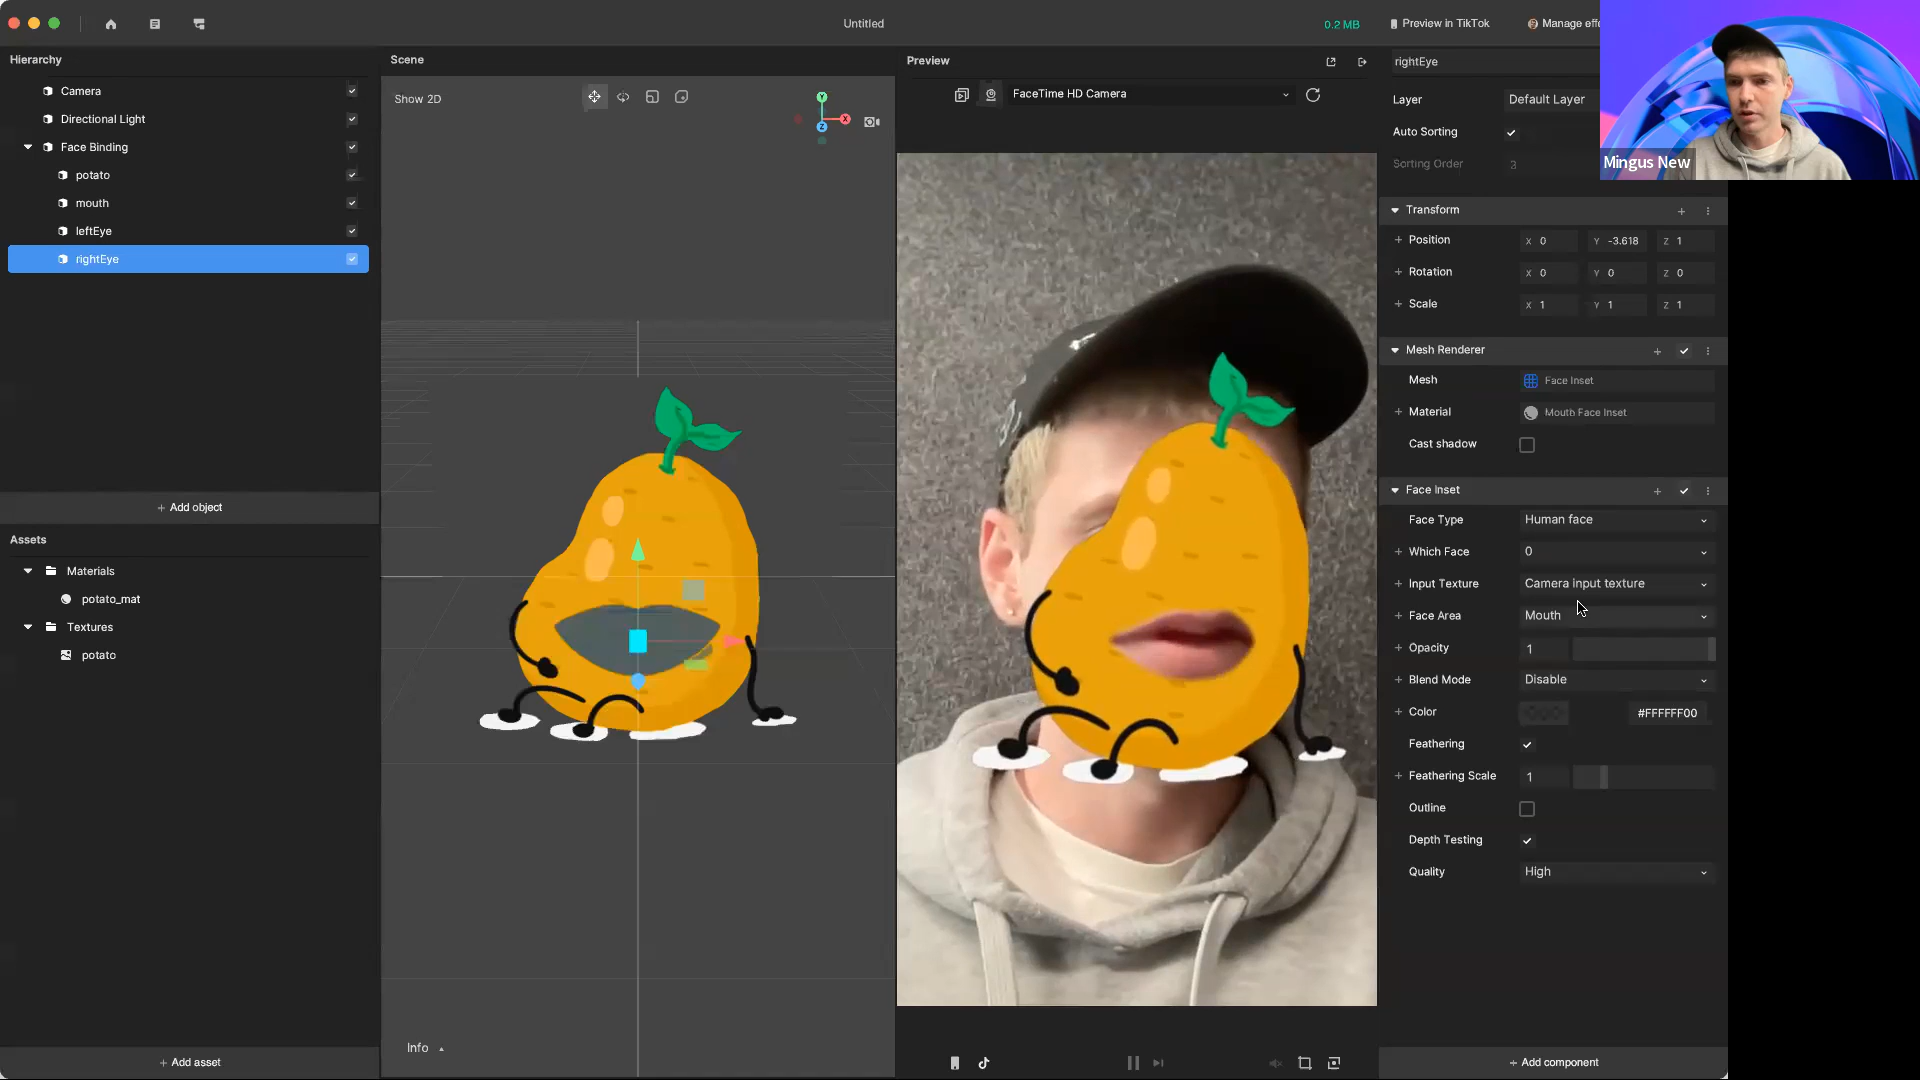 Untitled
0.2 MB
Preview in TikTok
Manage effe
Mingus New
Hierarchy
Camera
Directional Light
Face Binding
potato
mouth
leftEye
rightEye
+ Add object
Assets
Materials
potato_mat
Textures
potato
+ Add asset
Scene
Show 2D
Y
X
Z
Info
Preview
FaceTime HD Camera
rightEye
Layer Default Layer
Auto Sorting
Sorting Order 3
Transform
Position X 0 Y -3.618 Z 1
Rotation X 0 Y 0 Z 0
Scale X 1 Y 1 Z 1
Mesh Renderer
Mesh Face Inset
Material Mouth Face Inset
Cast shadow
Face Inset
Face Type Human face
Which Face 0
Input Texture Camera input texture
Face Area Mouth
Opacity 1
Blend Mode Disable
Color #FFFFFF00
Feathering
Feathering Scale 1
Outline
Depth Testing
Quality High
+ Add component